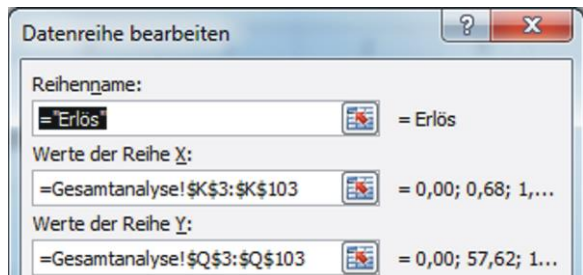 Datenreihe bearbeiten
Reihenname:
="Erlös" = Erlös
Werte der Reihe X:
=Gesamtanalyse!$K$3:$K$103 = 0,00; 0,68; 1,...
Werte der Reihe Y:
=Gesamtanalyse!$Q$3:$Q$103 = 0,00; 57,62; 1...